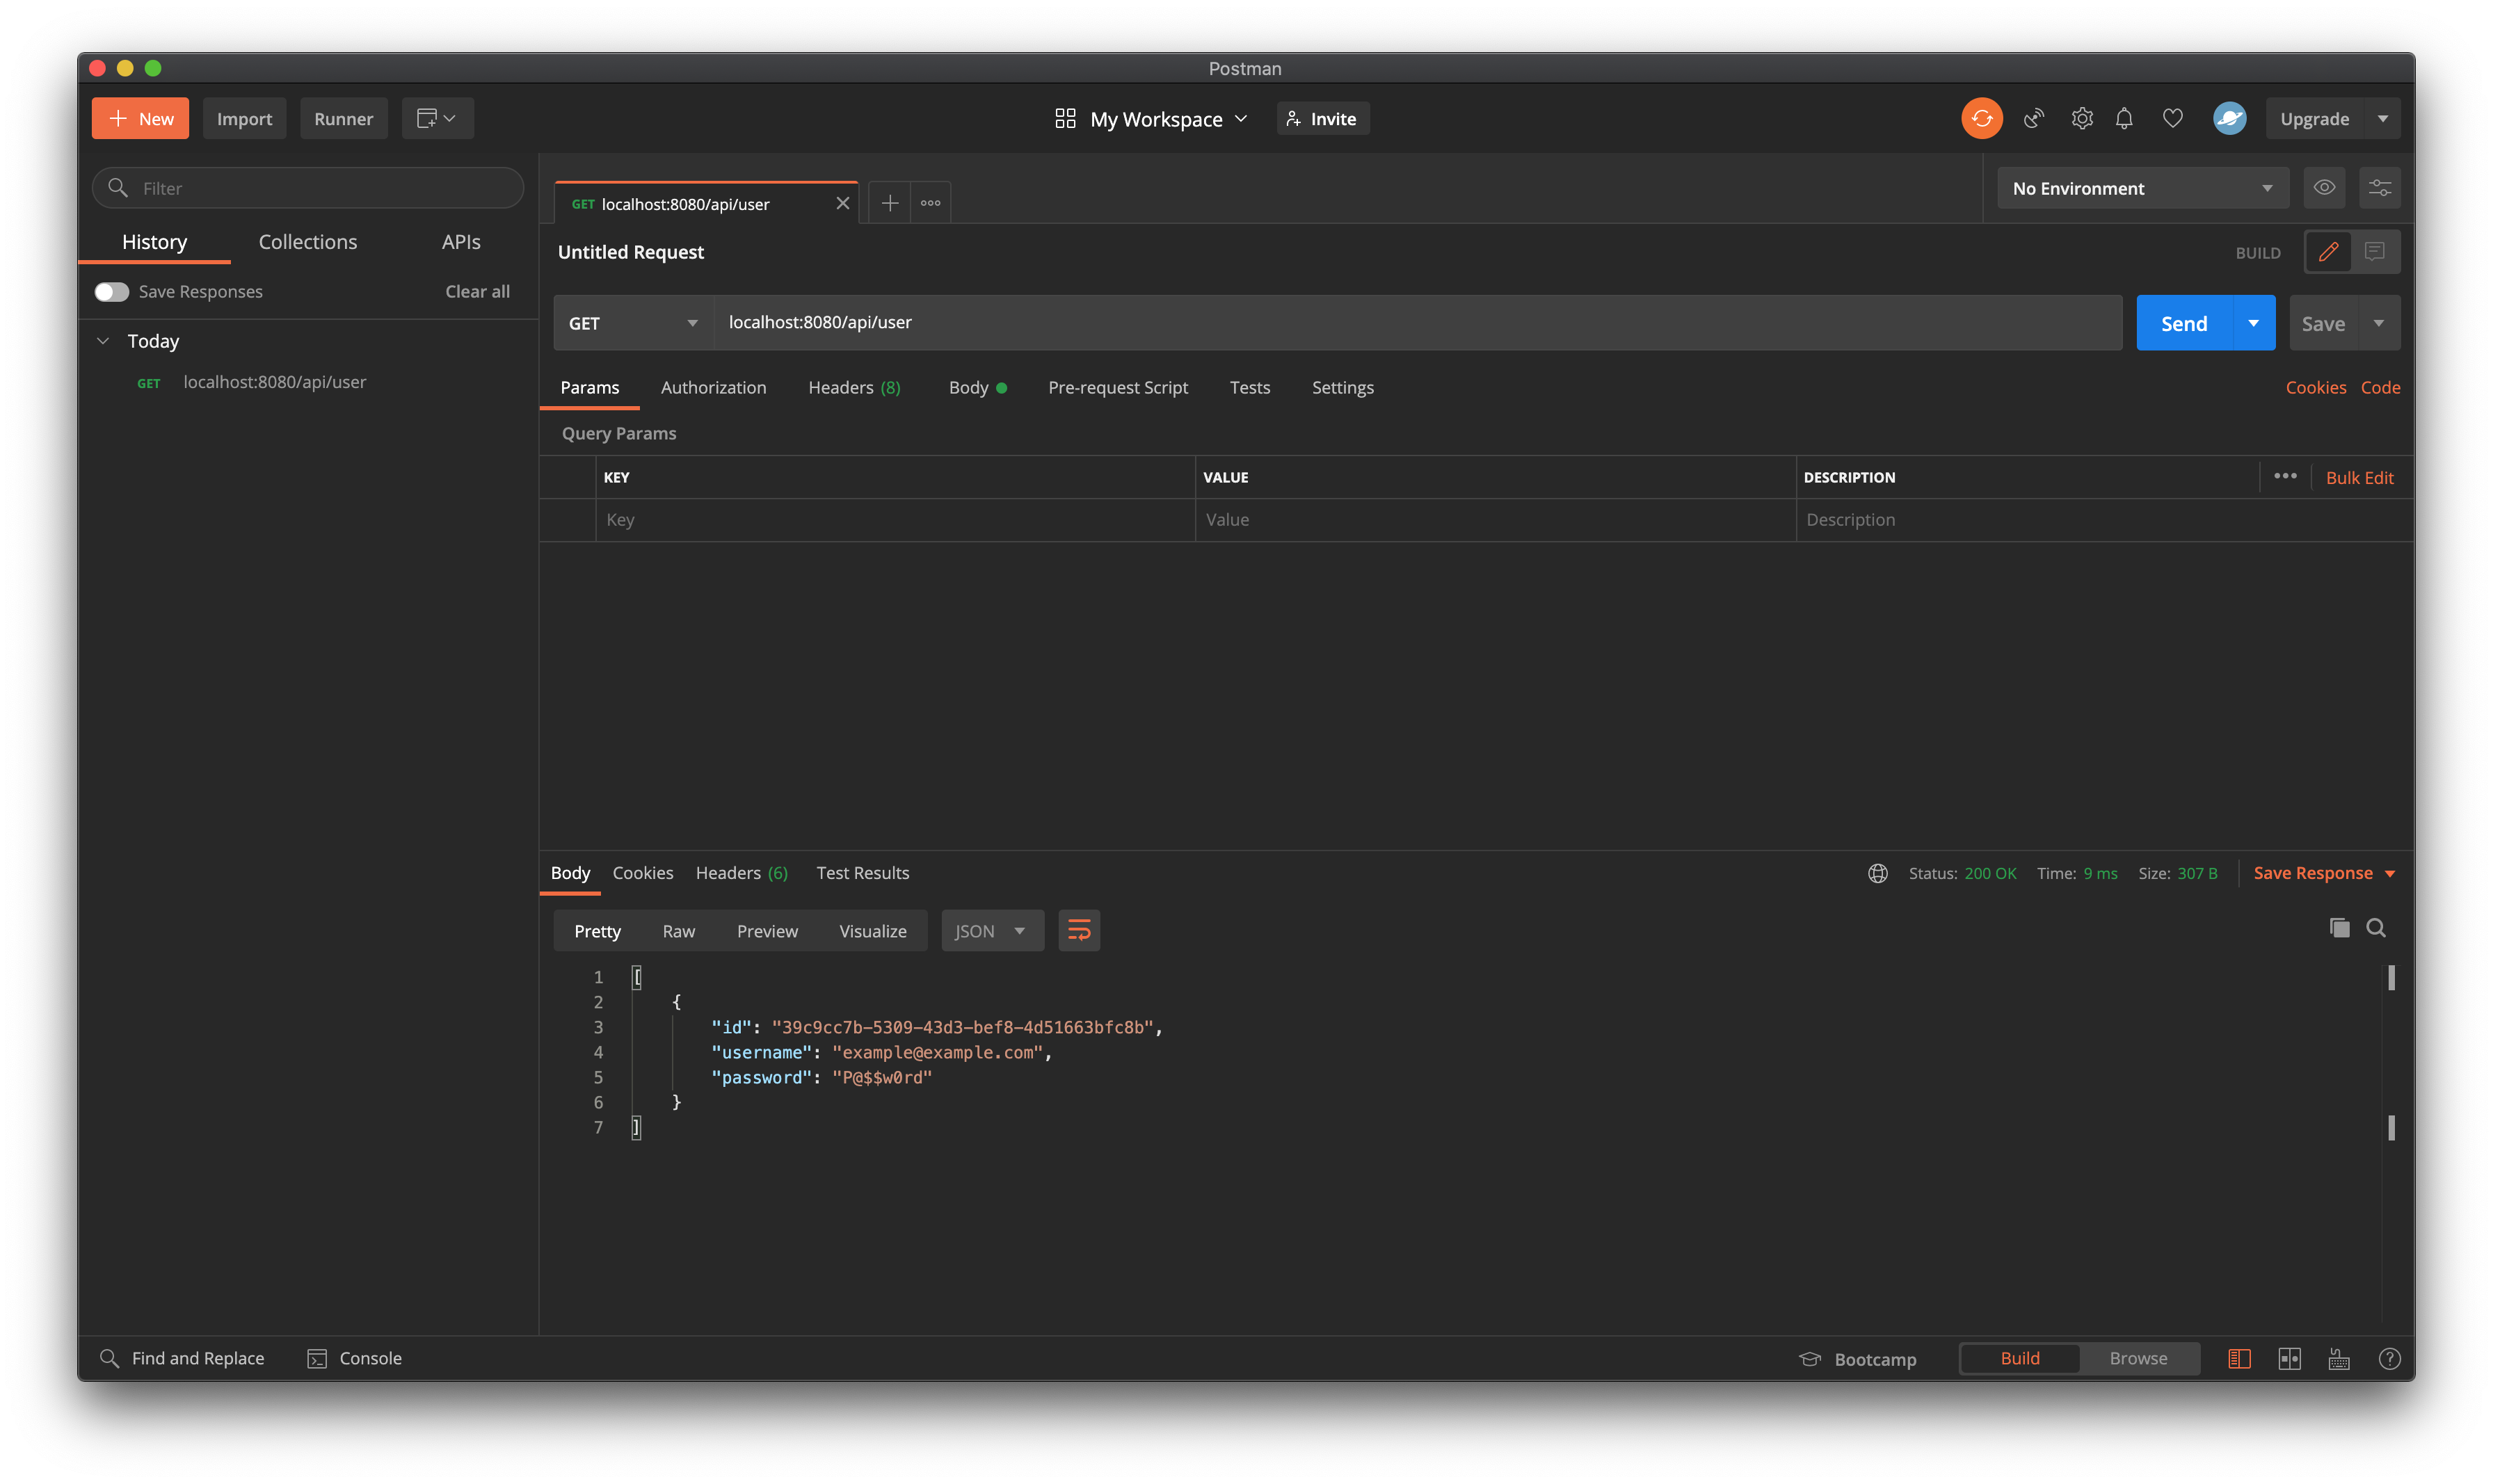 Postman
New Import Runner My Workspace Invite Upgrade
Filter
GET localhost:8080/api/user No Environment
History Collections APIs
Untitled Request BUILD
Save Responses Clear all
GET localhost:8080/api/user Send Save
Today
GET localhost:8080/api/user
Params Authorization Headers (8) Body Pre-request Script Tests Settings Cookies Code
Query Params
KEY VALUE DESCRIPTION Bulk Edit
Key Value Description
Body Cookies Headers (6) Test Results Status: 200 OK Time: 9 ms Size: 307 B Save Response
Pretty Raw Preview Visualize JSON
1 [
2 {
3 "id": "39c9cc7b-5309-43d3-bef8-4d51663bfc8b",
4 "username": "example@example.com",
5 "password": "P@$$w0rd"
6 }
7 ]
Find and Replace Console Bootcamp Build Browse